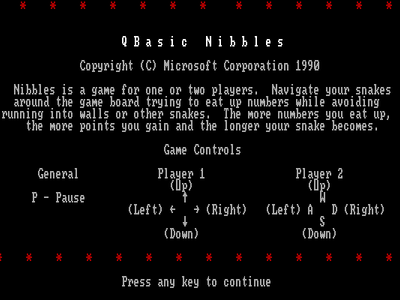 * * * * * * * * * * * * * * * *
Q B a s i c   N i b b l e s
Copyright (C) Microsoft Corporation 1990
Nibbles is a game for one or two players.  Navigate your snakes
around the game board trying to eat up numbers while avoiding
running into walls or other snakes.  The more numbers you eat up,
the more points you gain and the longer your snake becomes.
Game Controls
General Player 1 Player 2
(Up) (Up)
P - Pause ↑ W
(Left) ← → (Right) (Left) A D (Right)
↓ S
(Down) (Down)
* * * * * * * * * * * * * * * *
Press any key to continue